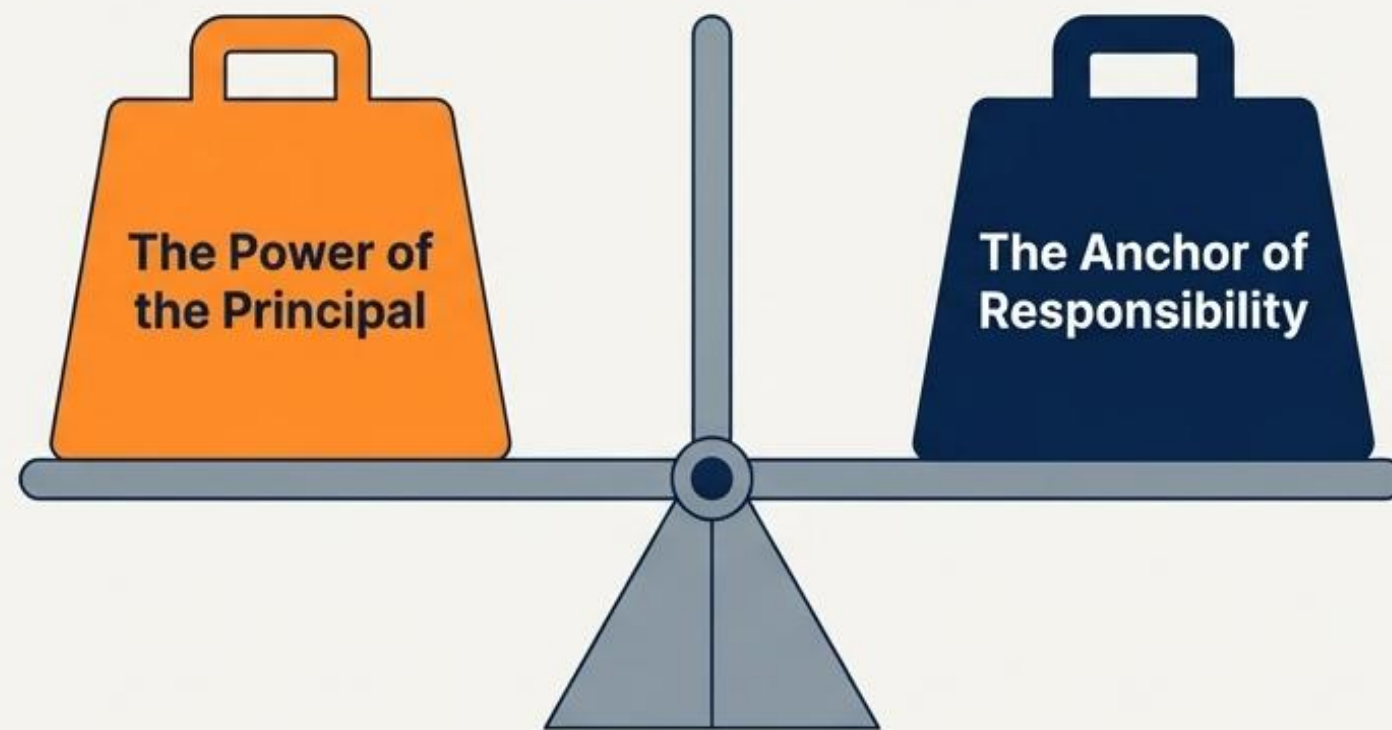 The Power of
the Principal
The Anchor of
Responsibility